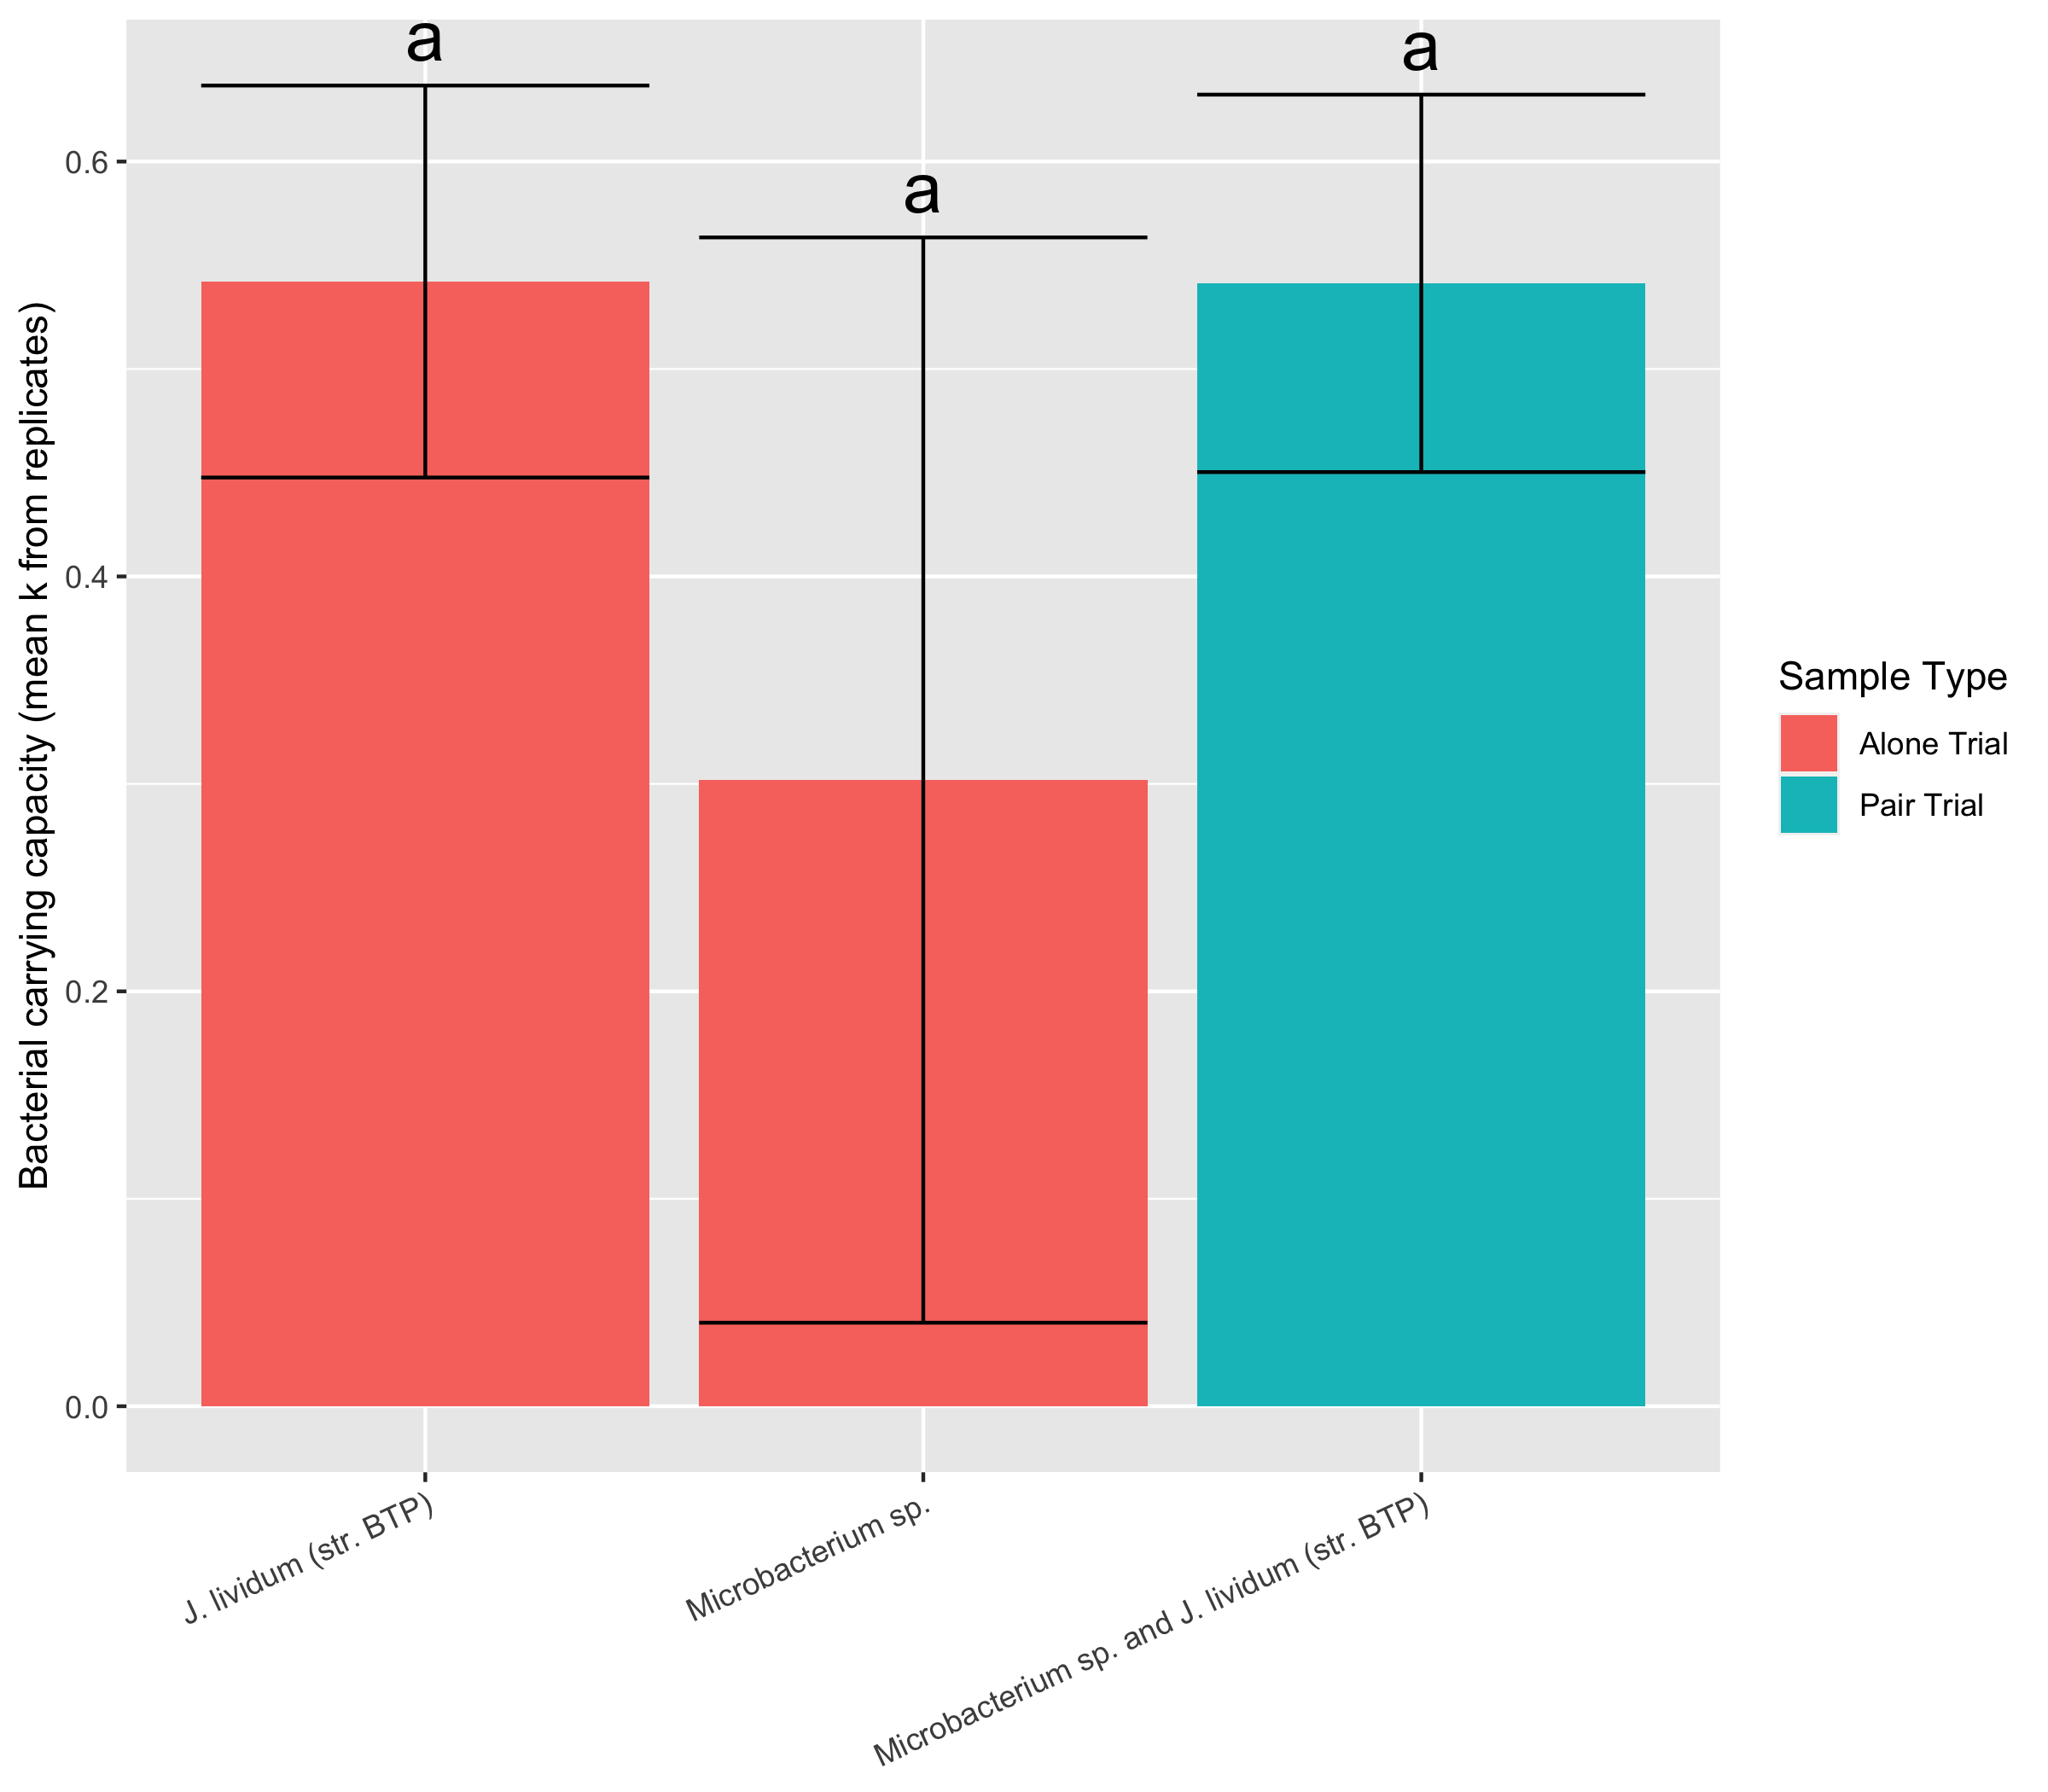 Bacterial carrying capacity (mean k from replicates)
a
a
a
0.6
0.4
0.2
0.0
J. lividum (str. BTP)
Microbacterium sp.
Microbacterium sp. and J. lividum (str. BTP)
Sample Type
Alone Trial
Pair Trial